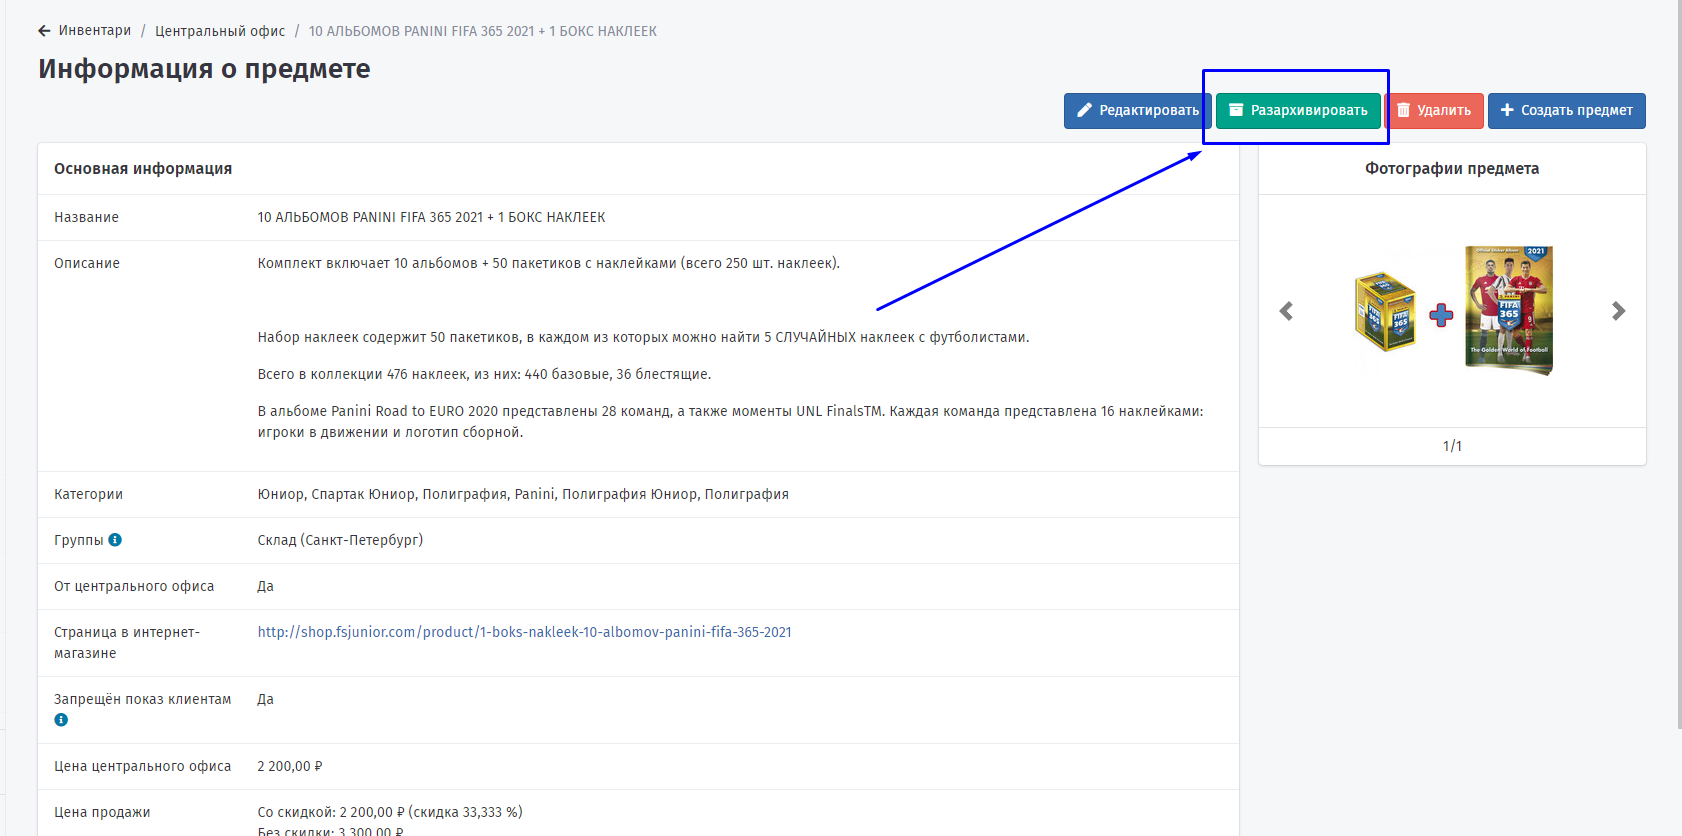 Инвентари / Центральный офис / 10 АЛЬБОМОВ PANINI FIFA 365 2021 + 1 БОКС НАКЛЕЕК
Информация о предмете
Редактировать
Разархивировать
Удалить
Создать предмет
Основная информация
Название 10 АЛЬБОМОВ PANINI FIFA 365 2021 + 1 БОКС НАКЛЕЕК
Описание Комплект включает 10 альбомов + 50 пакетиков с наклейками (всего 250 шт. наклеек).
Набор наклеек содержит 50 пакетиков, в каждом из которых можно найти 5 СЛУЧАЙНЫХ наклеек с футболистами.
Всего в коллекции 476 наклеек, из них: 440 базовые, 36 блестящие.
В альбоме Panini Road to EURO 2020 представлены 28 команд, а также моменты UNL FinalsTM. Каждая команда представлена 16 наклейками:
игроки в движении и логотип сборной.
Категории Юниор, Спартак Юниор, Полиграфия, Panini, Полиграфия Юниор, Полиграфия
Группы Склад (Санкт-Петербург)
От центрального офиса Да
Страница в интернет-
магазине
http://shop.fsjunior.com/product/1-boks-nakleek-10-albomov-panini-fifa-365-2021
Запрещён показ клиентам Да
Цена центрального офиса 2 200,00 ₽
Цена продажи Со скидкой: 2 200,00 ₽ (скидка 33,333 %)
Без скидки: 3 300,00 ₽
Фотографии предмета
Official Sticker Album
2021
FIFA
365
FIFA
365
FIFA
365
The Golden World of Football
1/1